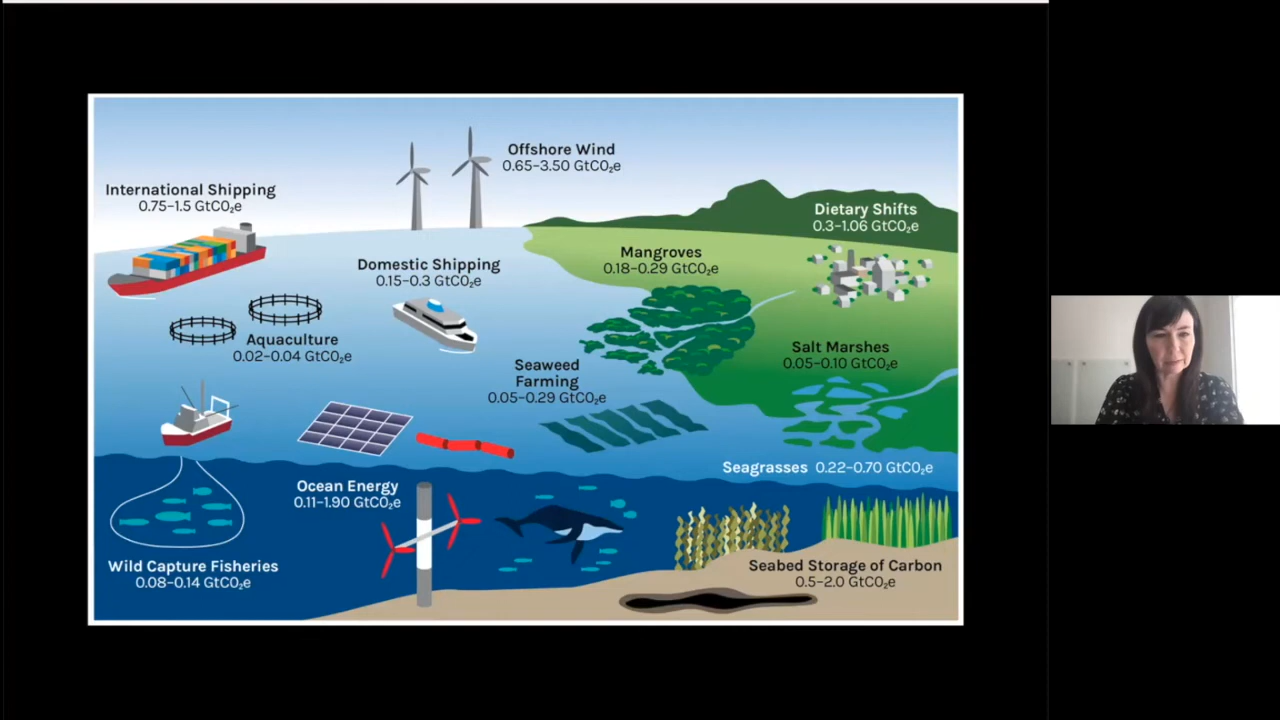 Offshore Wind
0.65–3.50 GtCO₂e
International Shipping
0.75–1.5 GtCO₂e
Dietary Shifts
0.3–1.06 GtCO₂e
Mangroves
0.18–0.29 GtCO₂e
Domestic Shipping
0.15–0.3 GtCO₂e
Aquaculture
0.02–0.04 GtCO₂e
Salt Marshes
0.05–0.10 GtCO₂e
Seaweed
Farming
0.05–0.29 GtCO₂e
Seagrasses 0.22–0.70 GtCO₂e
Ocean Energy
0.11–1.90 GtCO₂e
Wild Capture Fisheries
0.08–0.14 GtCO₂e
Seabed Storage of Carbon
0.5–2.0 GtCO₂e